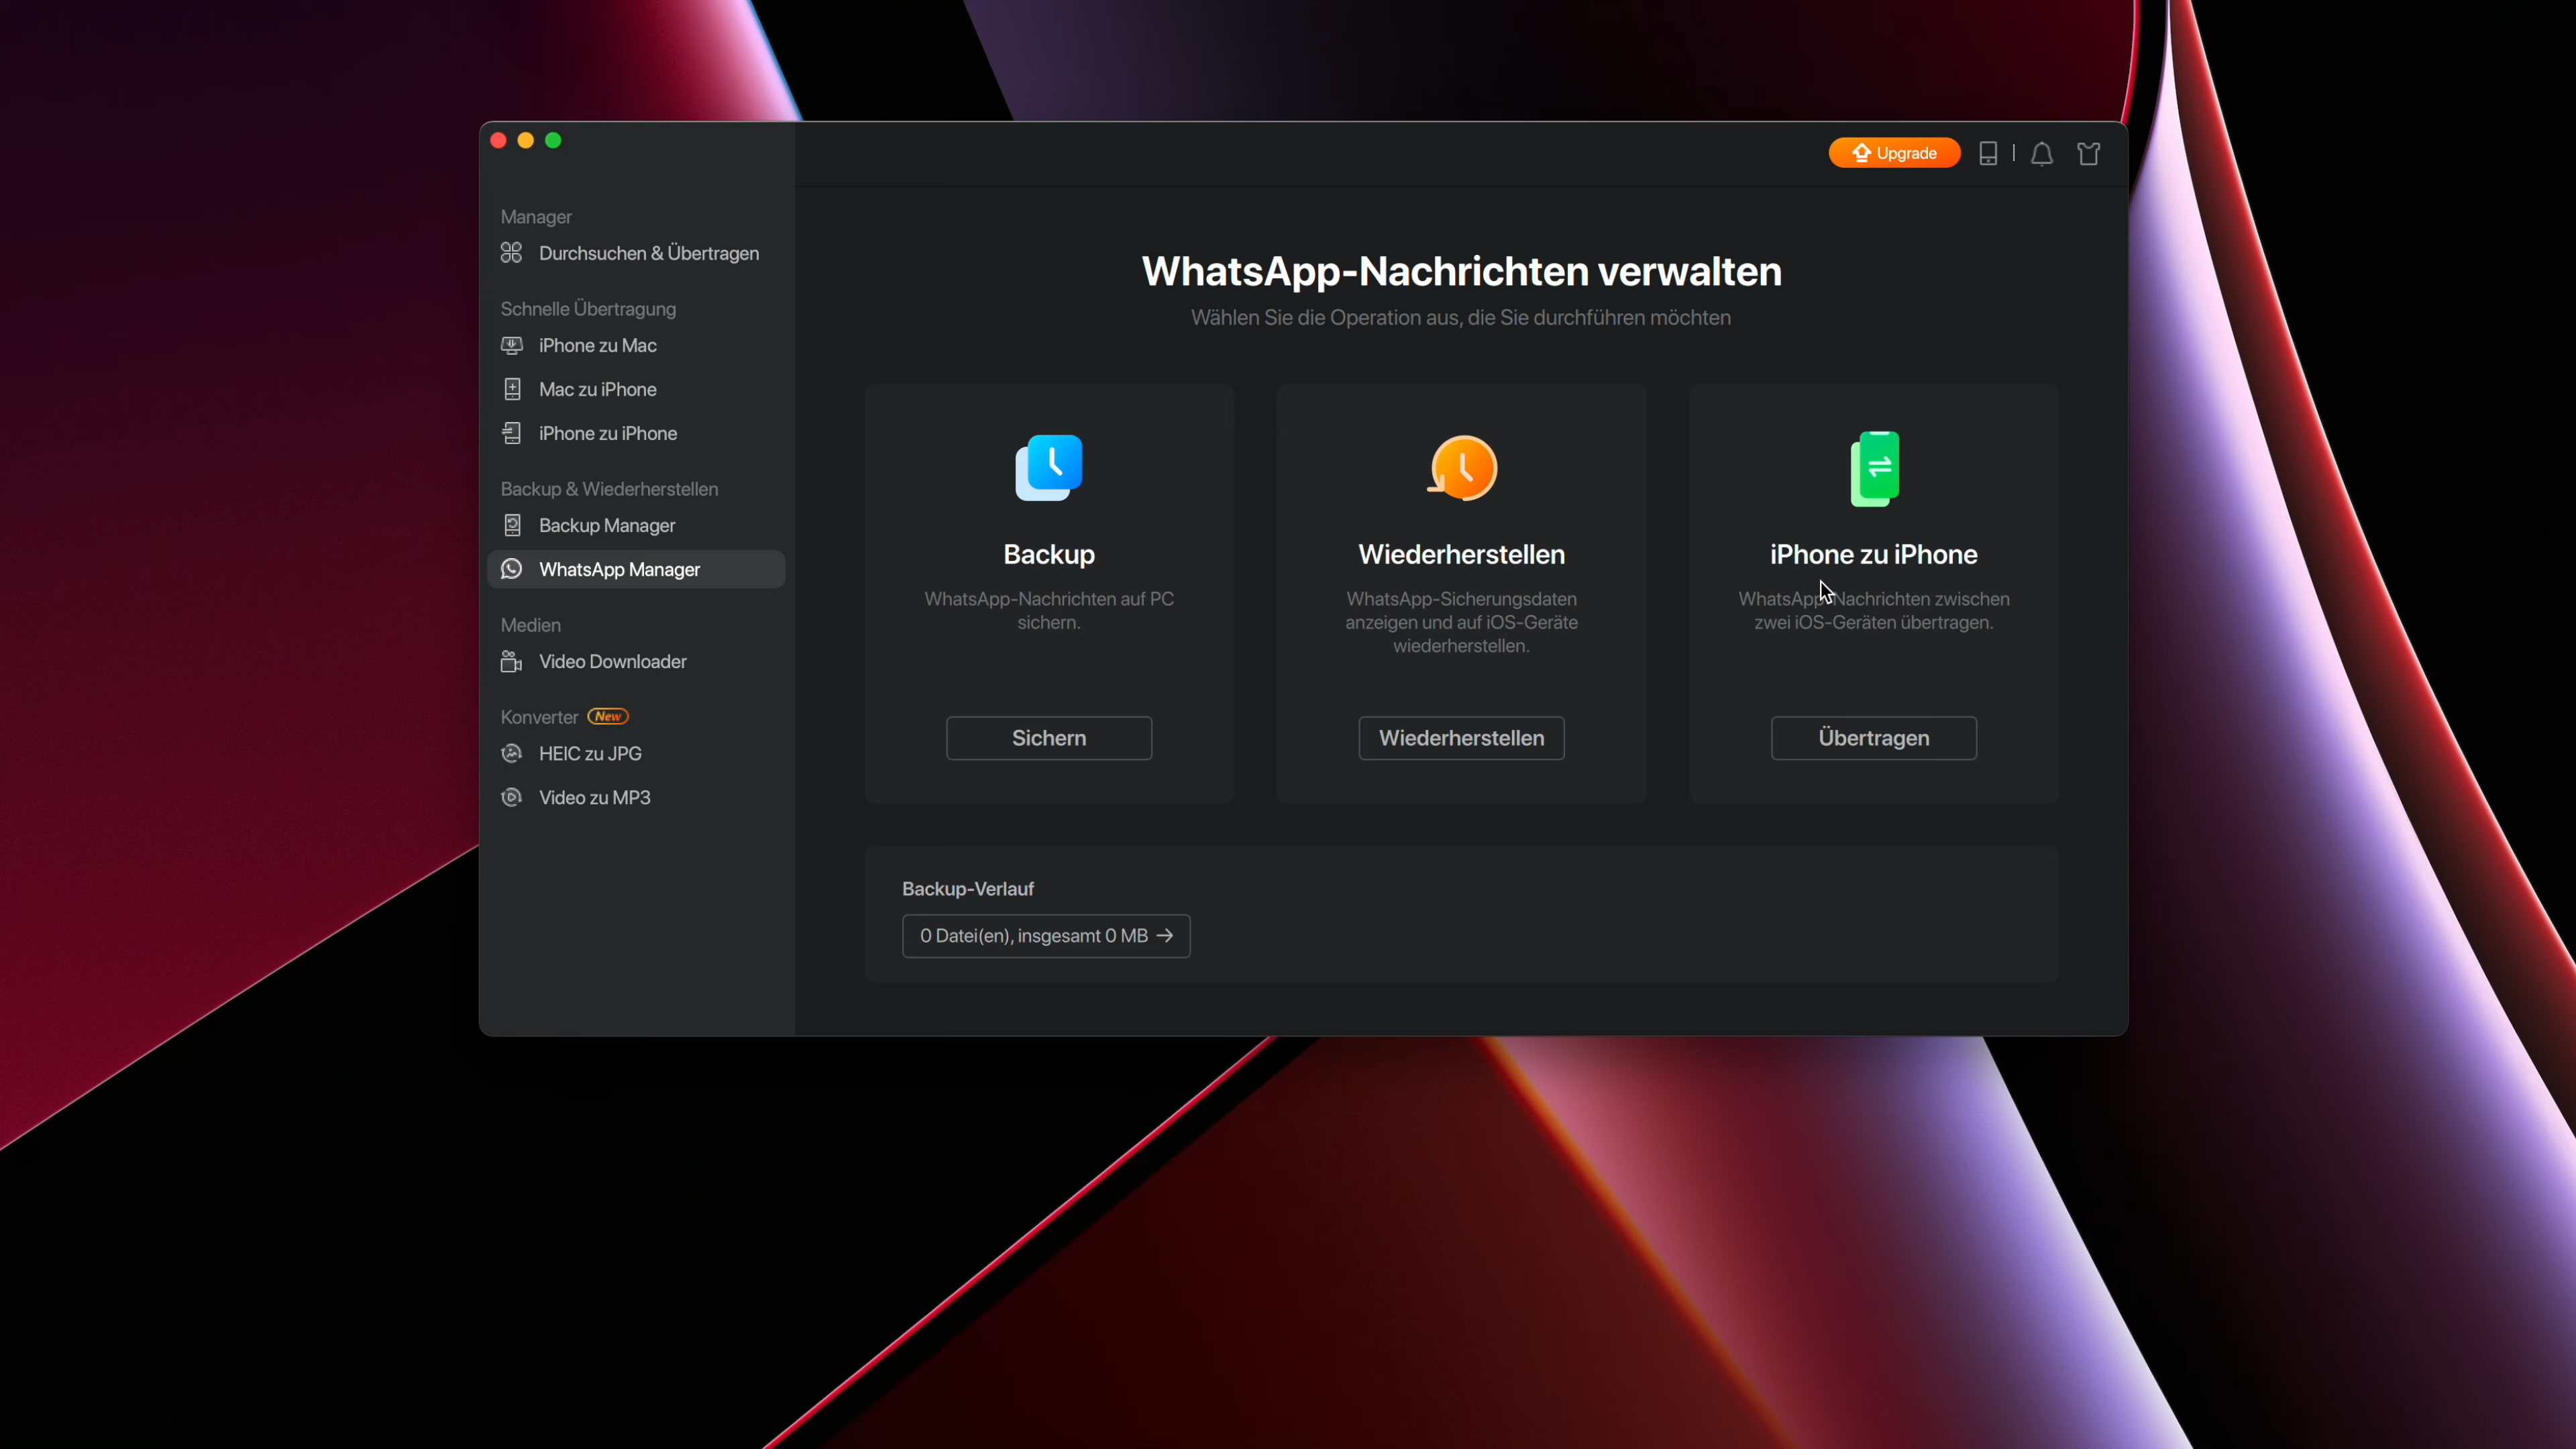 Upgrade
Manager
Durchsuchen & Übertragen
Schnelle Übertragung
iPhone zu Mac
Mac zu iPhone
iPhone zu iPhone
Backup & Wiederherstellen
Backup Manager
WhatsApp Manager
Medien
Video Downloader
Konverter New
HEIC zu JPG
Video zu MP3
WhatsApp-Nachrichten verwalten
Wählen Sie die Operation aus, die Sie durchführen möchten
Backup
WhatsApp-Nachrichten auf PC
sichern.
Sichern
Wiederherstellen
WhatsApp-Sicherungsdaten
anzeigen und auf iOS-Geräte
wiederherstellen.
Wiederherstellen
iPhone zu iPhone
WhatsApp-Nachrichten zwischen
zwei iOS-Geräten übertragen.
Übertragen
Backup-Verlauf
0 Datei(en), insgesamt 0 MB →